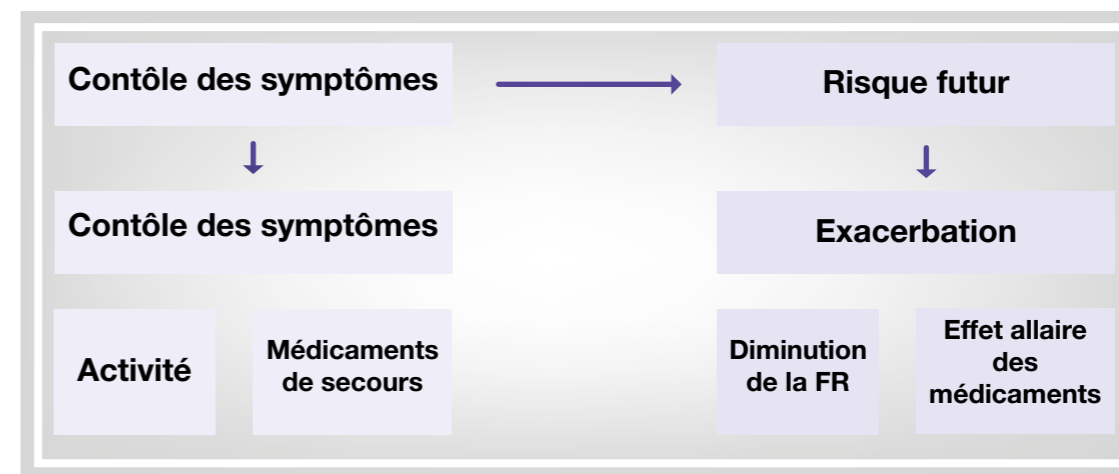 Contôle des symptômes
Risque futur
Contôle des symptômes
Exacerbation
Activité
Médicaments
de secours
Diminution
de la FR
Effet allaire
des
médicaments